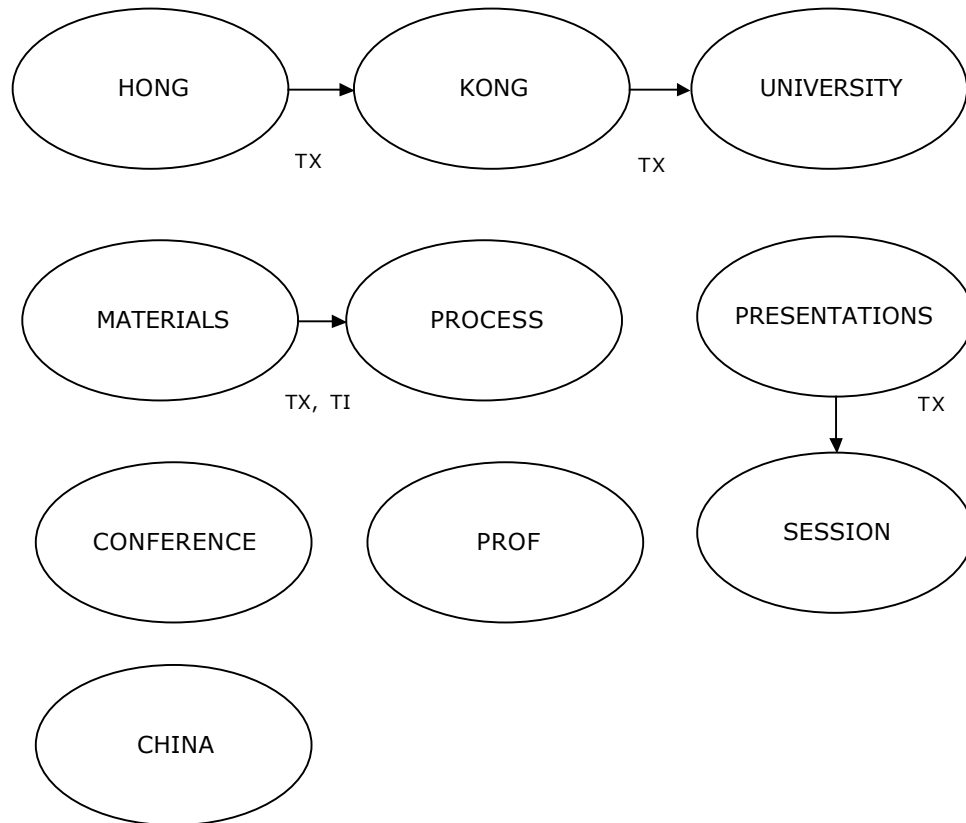 HONG KONG UNIVERSITY
TX TX
MATERIALS PROCESS PRESENTATIONS
TX, TI TX
CONFERENCE PROF SESSION
CHINA